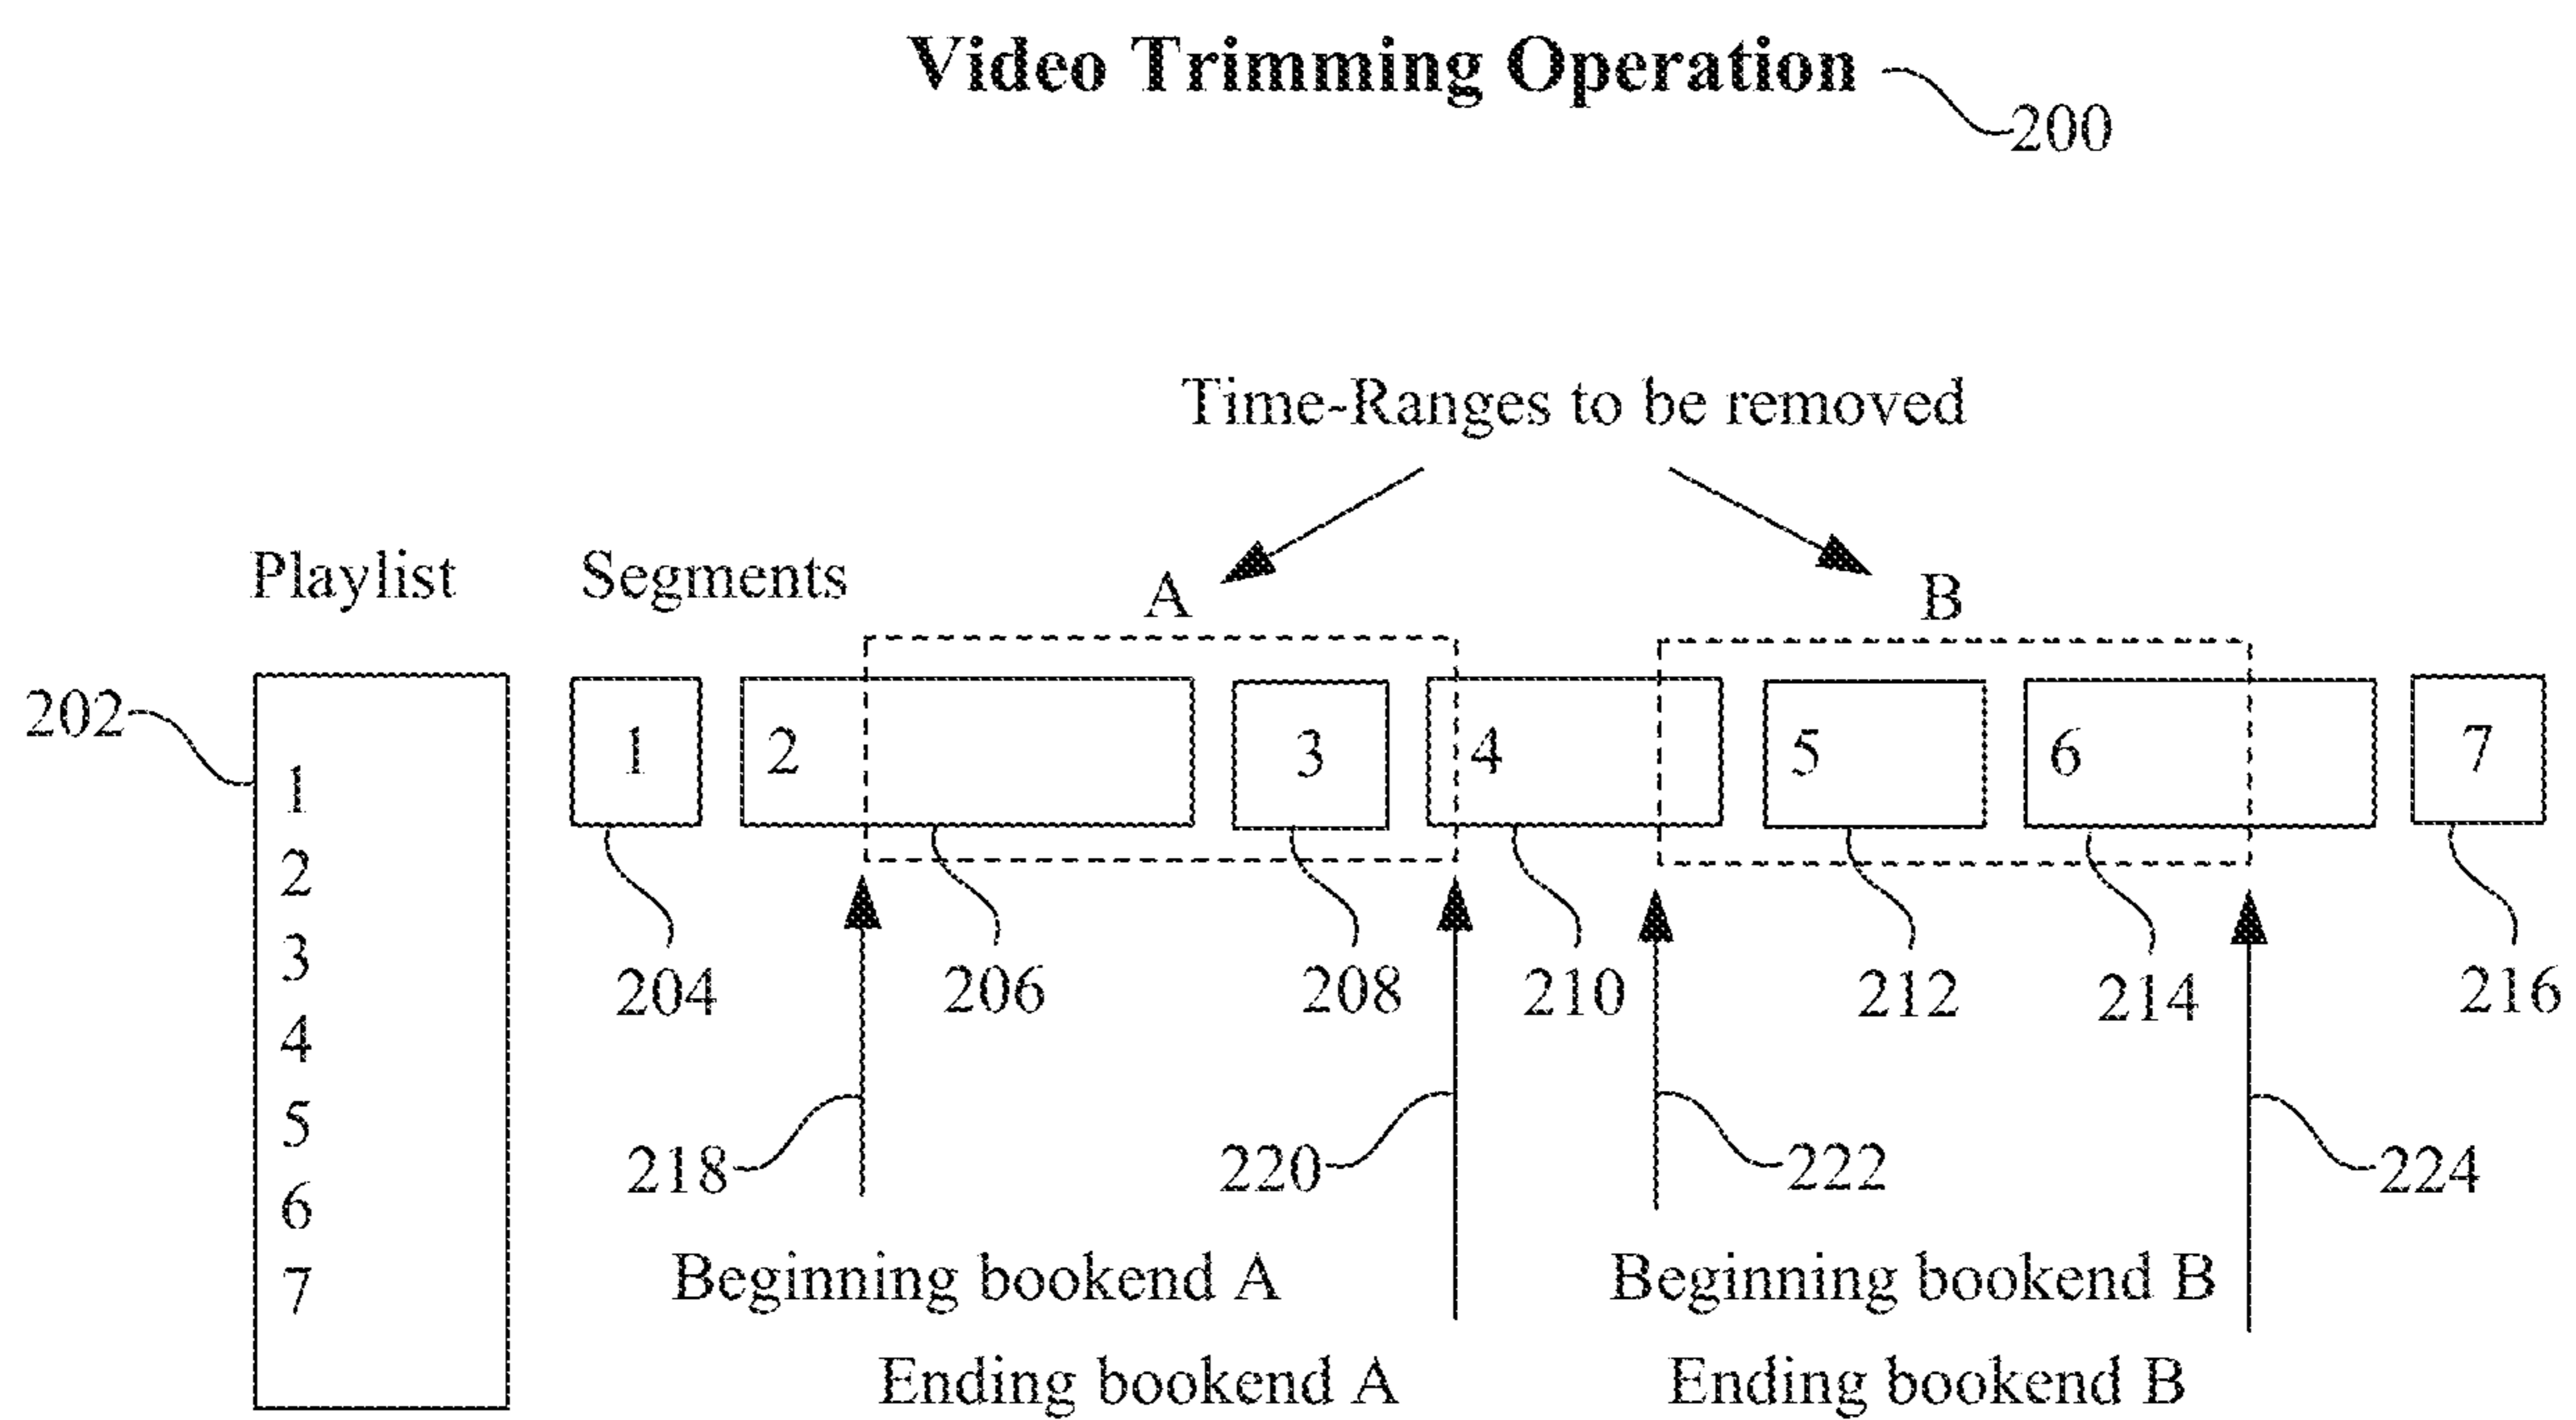 Video Trimming Operation
200
Time-Ranges to be removed
Playlist
Segments
A
B
202
1
2
3
4
5
6
7
1
2
3
4
5
6
7
204
206
208
210
212
214
216
218
220
222
224
Beginning bookend A
Beginning bookend B
Ending bookend A
Ending bookend B